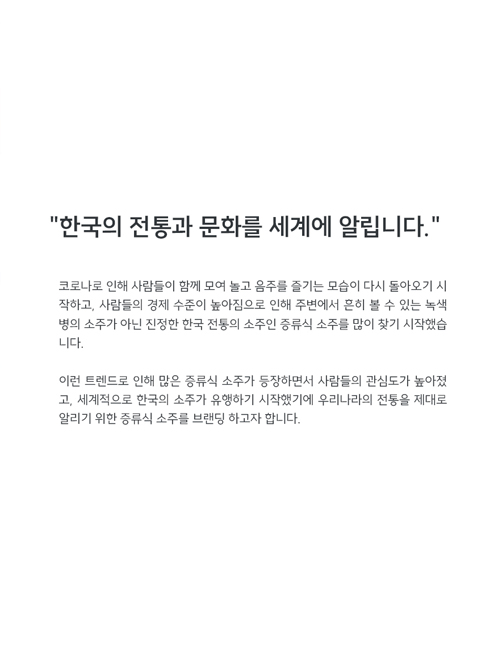 "한국의 전통과 문화를 세계에 알립니다."
코로나로 인해 사람들이 함께 모여 놀고 음주를 즐기는 모습이 다시 돌아오기 시
작하고, 사람들의 경제 수준이 높아짐으로 인해 주변에서 흔히 볼 수 있는 녹색
병의 소주가 아닌 진정한 한국 전통의 소주인 증류식 소주를 많이 찾기 시작했습
니다.
이런 트렌드로 인해 많은 증류식 소주가 등장하면서 사람들의 관심도가 높아졌
고, 세계적으로 한국의 소주가 유행하기 시작했기에 우리나라의 전통을 제대로
알리기 위한 증류식 소주를 브랜딩 하고자 합니다.